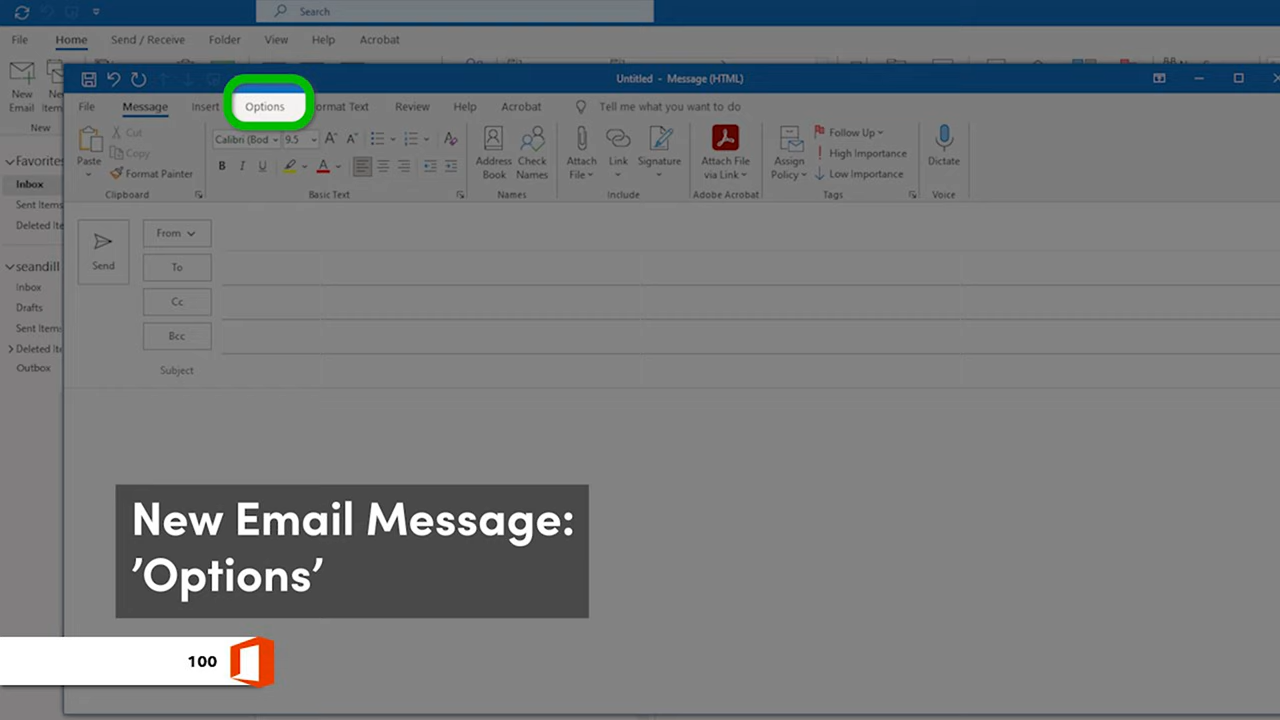 Search
File Home Send / Receive Folder View Help Acrobat
New Email
New
Favorites
Inbox
Sent Items
Deleted Ite
seandill
Inbox
Drafts
Sent Items
Deleted Ite
Outbox
Untitled - Message (HTML)
File Message Insert Options ormat Text Review Help Acrobat Tell me what you want to do
Paste
Cut
Copy
Format Painter
Clipboard
Calibri (Bod 9.5 A A
B I U A
Basic Text
Address Book
Check Names
Names
Attach File
Link
Signature
Include
Attach File via Link
Adobe Acrobat
Assign Policy
Follow Up
High Importance
Low Importance
Tags
Dictate
Voice
Send
From
To
Cc
Bcc
Subject
New Email Message:
’Options’
100